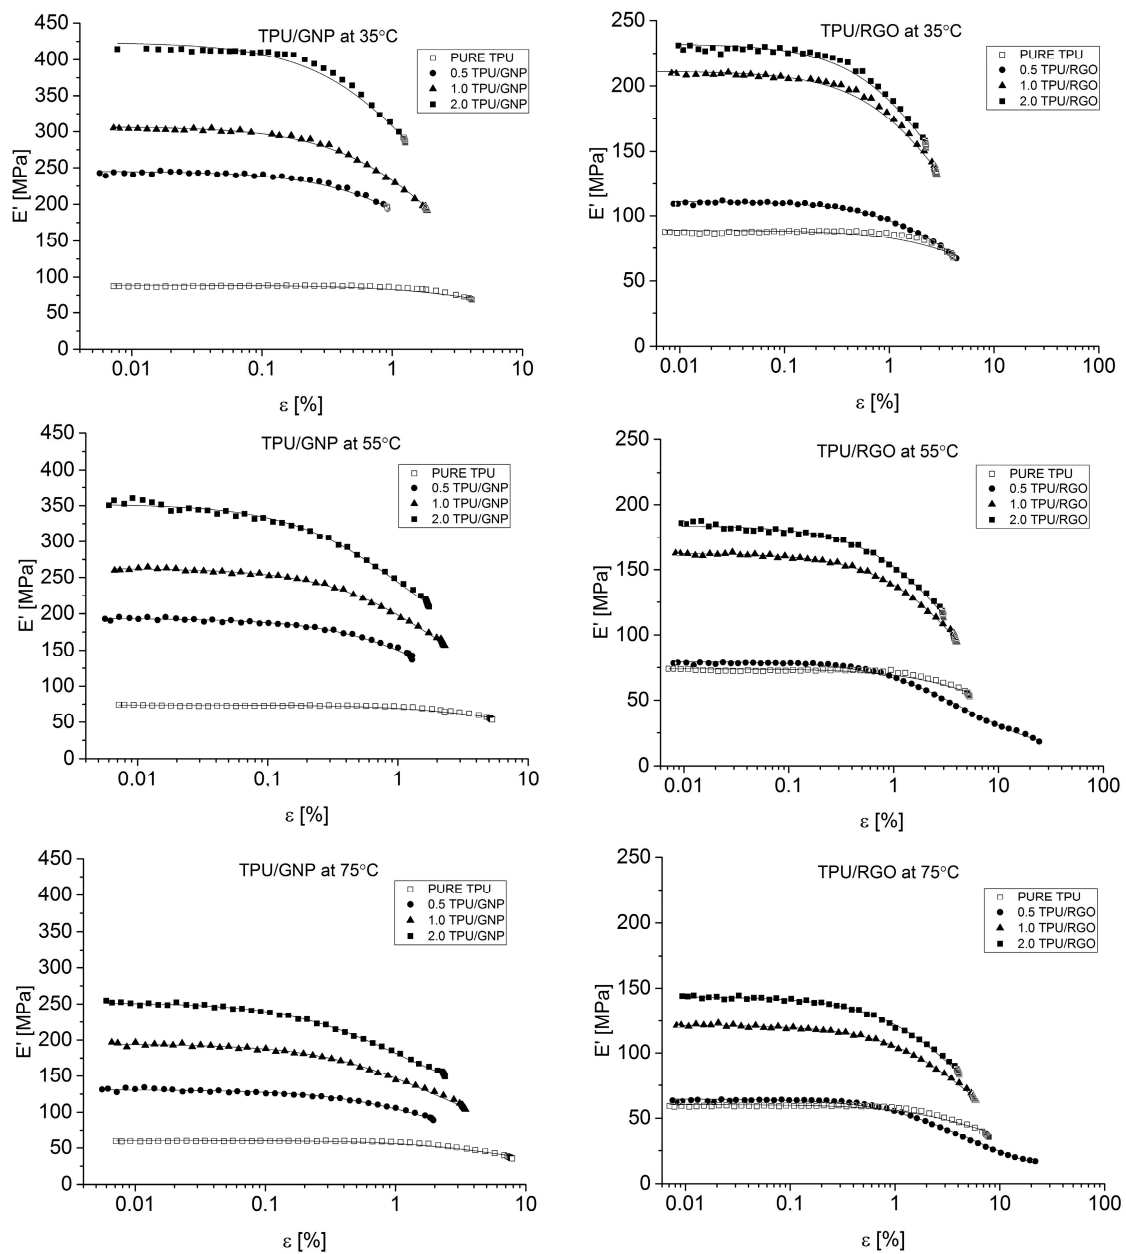 TPU/GNP at 35°C
PURE TPU
0.5 TPU/GNP
1.0 TPU/GNP
2.0 TPU/GNP
E' [MPa]
450
400
350
300
250
200
150
100
50
0
0.01
0.1
1
10
ε [%]
TPU/RGO at 35°C
PURE TPU
0.5 TPU/RGO
1.0 TPU/RGO
2.0 TPU/RGO
E' [MPa]
250
200
150
100
50
0
0.01
0.1
1
10
100
ε [%]
TPU/GNP at 55°C
PURE TPU
0.5 TPU/GNP
1.0 TPU/GNP
2.0 TPU/GNP
E' [MPa]
450
400
350
300
250
200
150
100
50
0
0.01
0.1
1
10
ε [%]
TPU/RGO at 55°C
PURE TPU
0.5 TPU/RGO
1.0 TPU/RGO
2.0 TPU/RGO
E' [MPa]
250
200
150
100
50
0
0.01
0.1
1
10
100
ε [%]
TPU/GNP at 75°C
PURE TPU
0.5 TPU/GNP
1.0 TPU/GNP
2.0 TPU/GNP
E' [MPa]
450
400
350
300
250
200
150
100
50
0
0.01
0.1
1
10
ε [%]
TPU/RGO at 75°C
PURE TPU
0.5 TPU/RGO
1.0 TPU/RGO
2.0 TPU/RGO
E' [MPa]
250
200
150
100
50
0
0.01
0.1
1
10
100
ε [%]